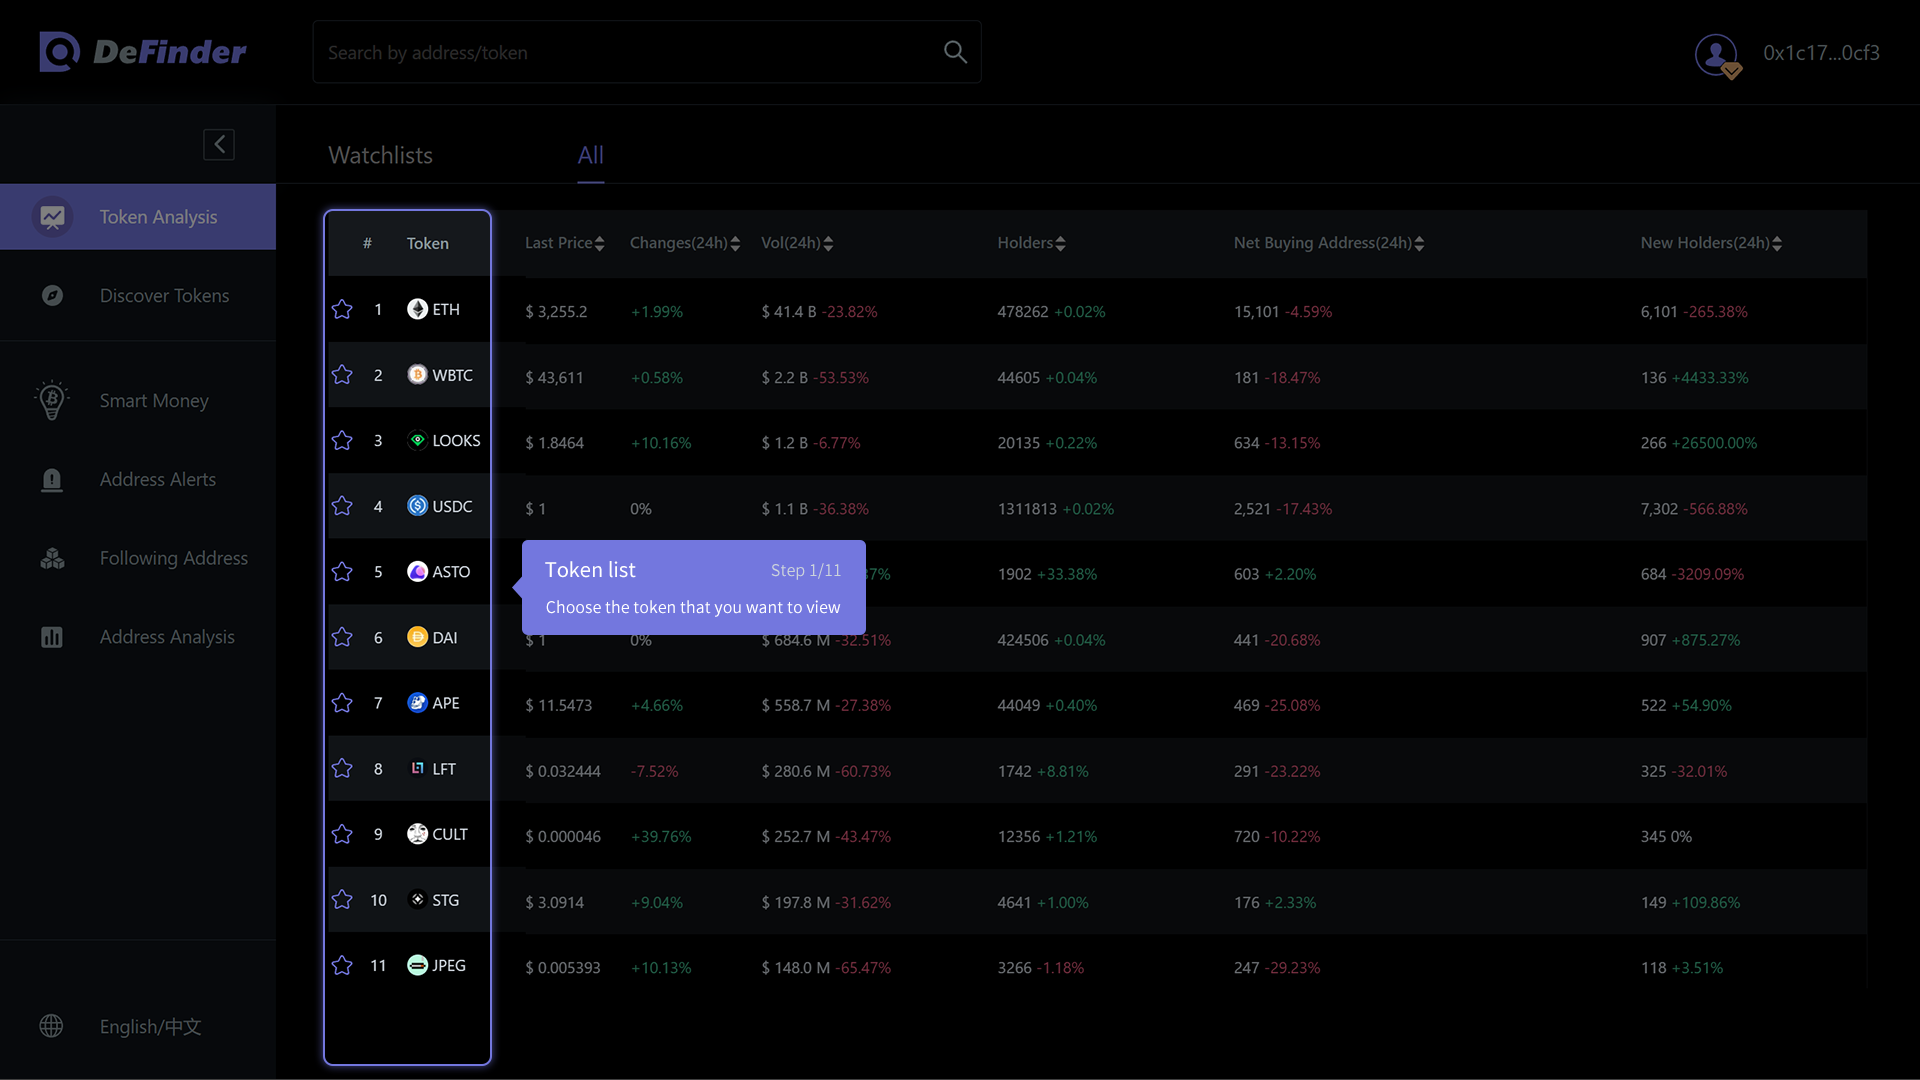 DeFinder
Search by address/token
0x1c17...0cf3
Watchlists
All
Token Analysis
Discover Tokens
Smart Money
Address Alerts
Following Address
Address Analysis
English/中文
# Token Last Price Changes(24h) Vol(24h) Holders Net Buying Address(24h) New Holders(24h)
1 ETH $ 3,255.2 +1.99% $ 41.4 B -23.82% 478262 +0.02% 15,101 -4.59% 6,101 -265.38%
2 WBTC $ 43,611 +0.58% $ 2.2 B -53.53% 44605 +0.04% 181 -18.47% 136 +4433.33%
3 LOOKS $ 1.8464 +10.16% $ 1.2 B -6.77% 20135 +0.22% 634 -13.15% 266 +26500.00%
4 USDC $ 1 0% $ 1.1 B -36.38% 1311813 +0.02% 2,521 -17.43% 7,302 -566.88%
5 ASTO 7% 1902 +33.38% 603 +2.20% 684 -3209.09%
Token list Step 1/11
Choose the token that you want to view
6 DAI $ 1 0% $ 684.6 M -32.51% 424506 +0.04% 441 -20.68% 907 +875.27%
7 APE $ 11.5473 +4.66% $ 558.7 M -27.38% 44049 +0.40% 469 -25.08% 522 +54.90%
8 LFT $ 0.032444 -7.52% $ 280.6 M -60.73% 1742 +8.81% 291 -23.22% 325 -32.01%
9 CULT $ 0.000046 +39.76% $ 252.7 M -43.47% 12356 +1.21% 720 -10.22% 345 0%
10 STG $ 3.0914 +9.04% $ 197.8 M -31.62% 4641 +1.00% 176 +2.33% 149 +109.86%
11 JPEG $ 0.005393 +10.13% $ 148.0 M -65.47% 3266 -1.18% 247 -29.23% 118 +3.51%